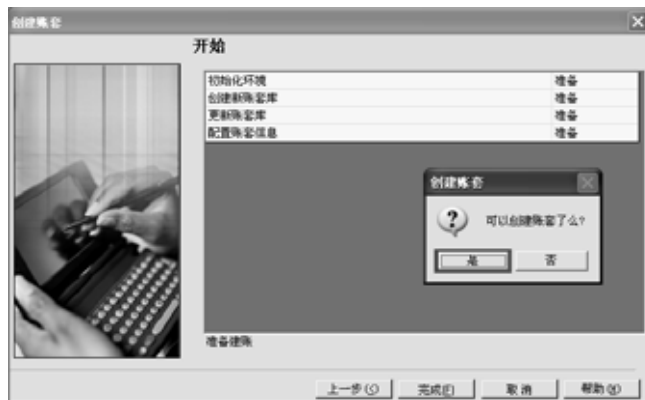 创建账套
开始
初始化环境 准备
创建新账套库 准备
更新账套库 准备
配置账套信息 准备
创建账套
可以创建账套了么?
是 否
准备建账
上一步(<) 完成(F) 取消 帮助(H)